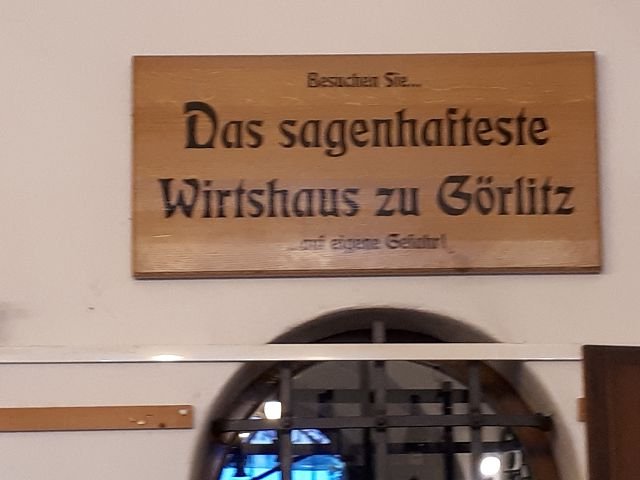 Besuchen Sie...
Das sagenhafteste
Wirtshaus zu Görlitz
...auf eigene Gefahr!